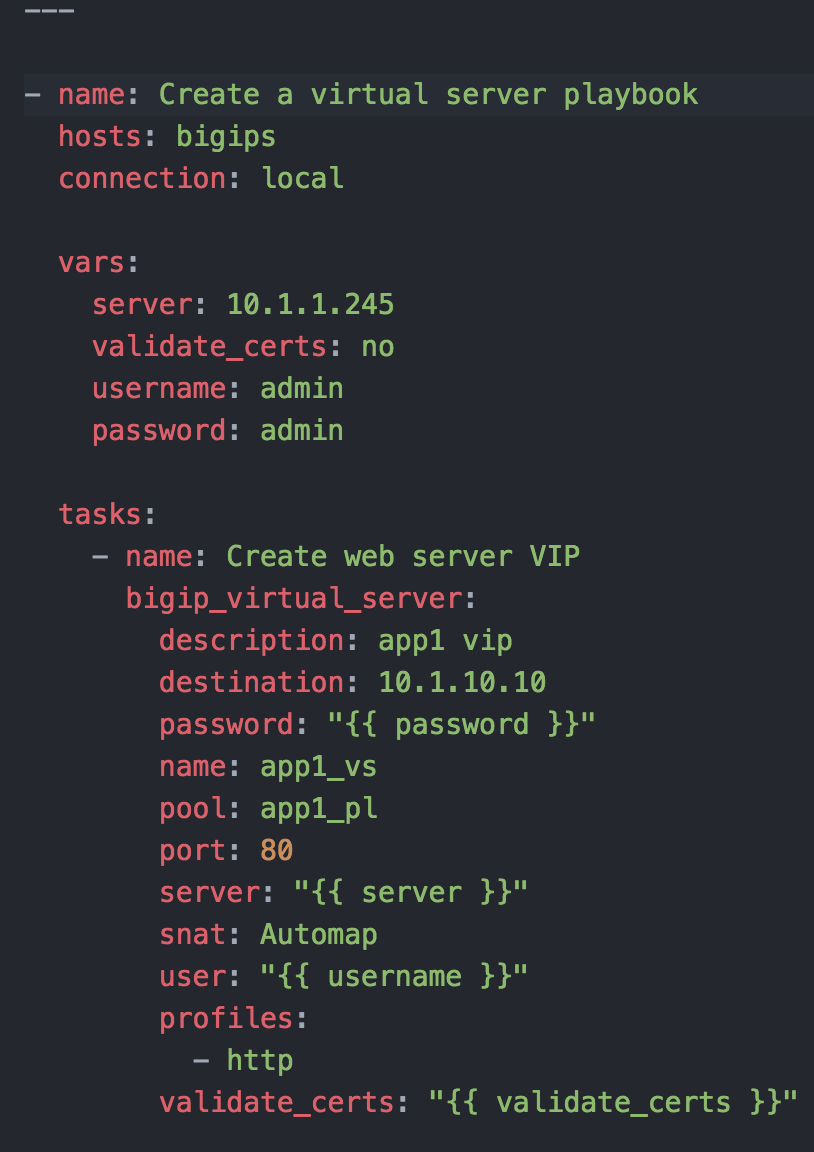 ---
- name: Create a virtual server playbook
  hosts: bigips
  connection: local

  vars:
    server: 10.1.1.245
    validate_certs: no
    username: admin
    password: admin

  tasks:
    - name: Create web server VIP
      bigip_virtual_server:
        description: app1 vip
        destination: 10.1.10.10
        password: "{{ password }}"
        name: app1_vs
        pool: app1_pl
        port: 80
        server: "{{ server }}"
        snat: Automap
        user: "{{ username }}"
        profiles:
          - http
        validate_certs: "{{ validate_certs }}"